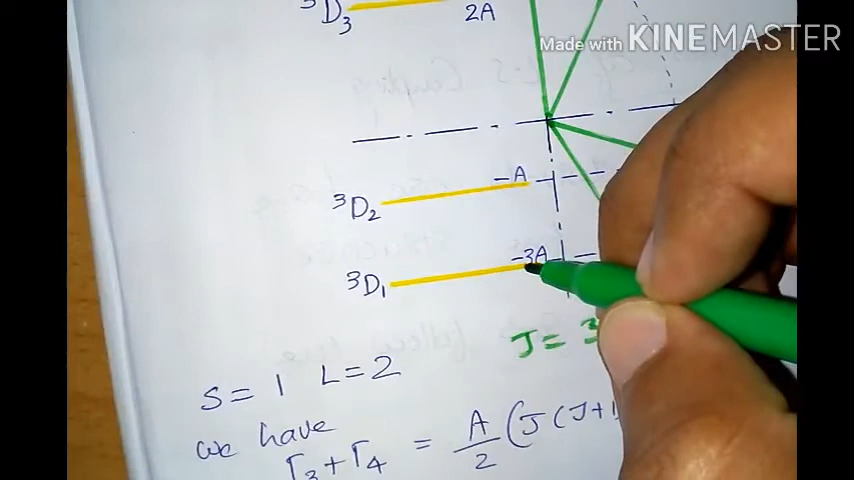 ³D₃ 2A
Made with KINEMASTER
-A
³D₂
-3A
³D₁
J = 3
S = 1 L = 2
we have
Γ₃ + Γ₄ = A/2 (J(J+1